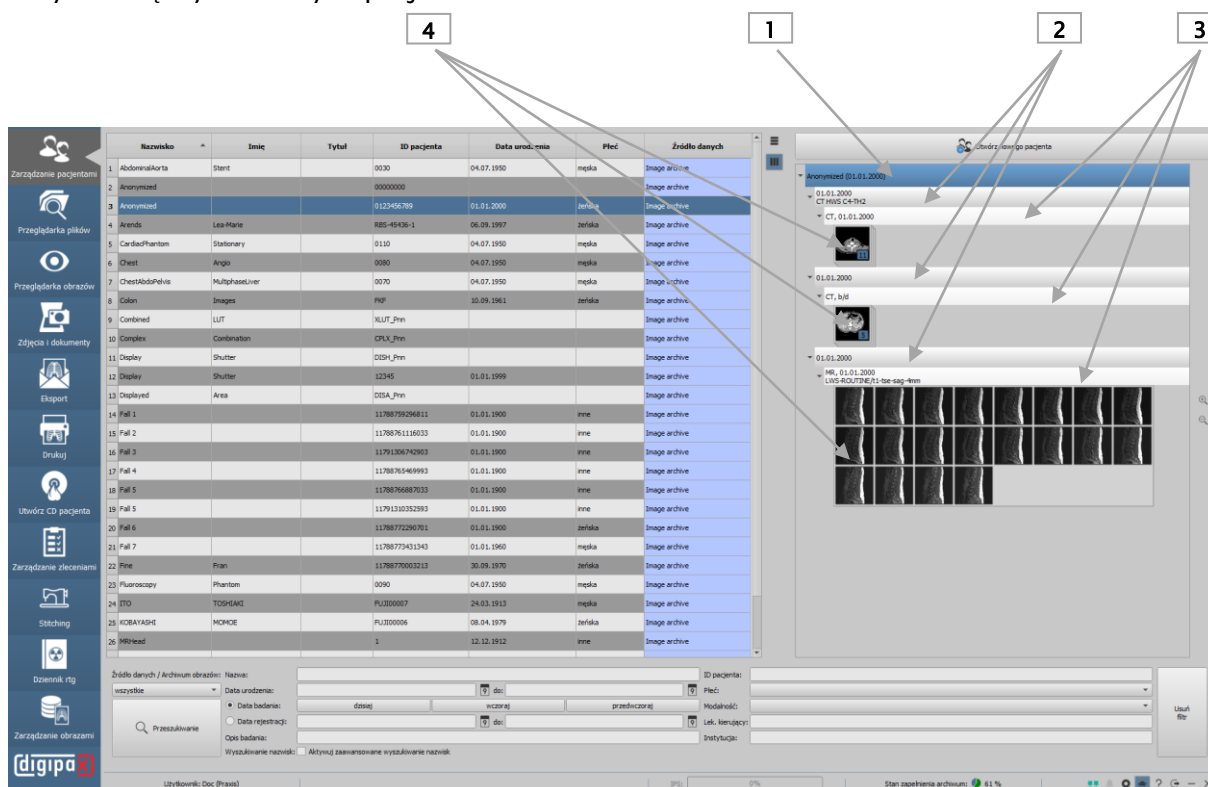 4 1 2 3
Zarządzanie pacjentami
Przeglądarka plików
Przeglądarka obrazów
Zdjęcia i dokumenty
Eksport
Drukuj
Utwórz CD pacjenta
Zarządzanie zleceniami
Stitching
Dziennik rtg
Zarządzanie obrazami
digipaX
Nazwisko Imię Tytuł ID pacjenta Data urodzenia Płeć Źródło danych
1 AbdominalAorta Stent 0030 04.07.1950 męska Image archive
2 Anonymized 00000000 Image archive
3 Anonymized 0123456789 01.01.2000 żeńska Image archive
4 Arends Lea-Marie RBS-45436-1 06.09.1997 żeńska Image archive
5 CardiacPhantom Stationary 0110 04.07.1950 męska Image archive
6 Chest Angio 0080 04.07.1950 męska Image archive
7 ChestAbdoPelvis MultiphaseLiver 0070 04.07.1950 męska Image archive
8 Colon Images FKF 10.09.1961 żeńska Image archive
9 Combined LUT XLUT_Pnn Image archive
10 Complex Combination CPLX_Pnn Image archive
11 Display Shutter DISH_Pnn Image archive
12 Display Shutter 12345 01.01.1999 Image archive
13 Displayed Area DISA_Pnn Image archive
14 Fall 1 11788759296811 01.01.1900 inne Image archive
15 Fall 2 11788761116033 01.01.1900 inne Image archive
16 Fall 3 11791306742903 01.01.1900 inne Image archive
17 Fall 4 11788765469993 01.01.1900 inne Image archive
18 Fall 5 11788766887033 01.01.1900 inne Image archive
19 Fall 5 11791310352593 01.01.1900 inne Image archive
20 Fall 6 11788772290701 01.01.1900 żeńska Image archive
21 Fall 7 11788773431343 01.01.1960 męska Image archive
22 Fine Fran 11788770003213 30.09.1970 żeńska Image archive
23 Fluoroscopy Phantom 0090 04.07.1950 męska Image archive
24 ITO TOSHIAKI FUJI00007 24.03.1913 męska Image archive
25 KOBAYASHI MOMOE FUJI00006 08.04.1979 żeńska Image archive
26 MRHead 1 12.12.1912 inne Image archive
Utwórz nowego pacjenta
Anonymized (01.01.2000)
01.01.2000
CT HWS C4-TH2
CT, 01.01.2000
11
01.01.2000
CT, b/d
01.01.2000
MR, 01.01.2000
LWS-ROUTINE/t1-tse-sag-4mm
Źródło danych / Archiwum obrazów: Nazwa: ID pacjenta:
wszystkie Data urodzenia: do: Płeć:
Data badania: dzisiaj wczoraj przedwczoraj Modalność:
Przeszukiwanie Data rejestracji: do: Lek. kierujący:
Opis badania: Instytucja:
Wyszukiwanie nazwisk: Aktywuj zaawansowane wyszukiwanie nazwisk
Usuń
filtr
Użytkownik: Doc (Praxis) IPS: 0% Stan zapełnienia archiwum: 61 %